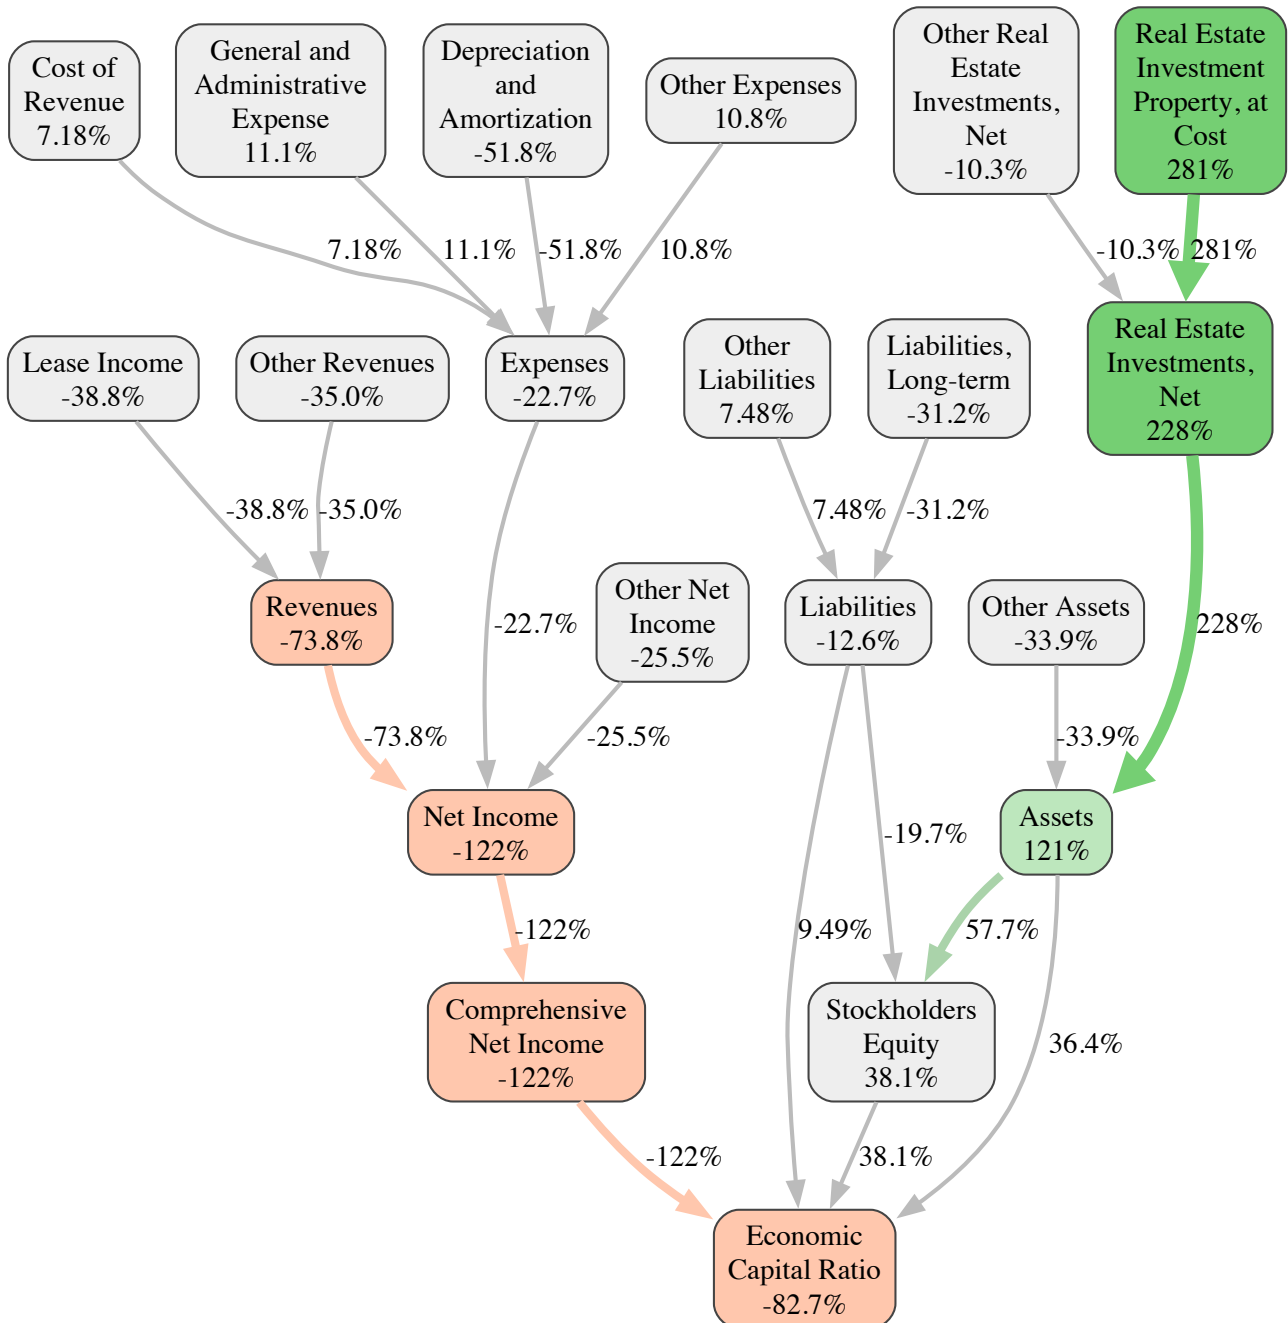 Cost of
Revenue
7.18%
General and
Administrative
Expense
11.1%
Depreciation
and
Amortization
-51.8%
Other Expenses
10.8%
Other Real
Estate
Investments,
Net
-10.3%
Real Estate
Investment
Property, at
Cost
281%
7.18%
11.1%
-51.8%
10.8%
-10.3%
281%
Lease Income
-38.8%
Other Revenues
-35.0%
Expenses
-22.7%
Other
Liabilities
7.48%
Liabilities,
Long-term
-31.2%
Real Estate
Investments,
Net
228%
-38.8%
-35.0%
7.48%
-31.2%
Revenues
-73.8%
-22.7%
Other Net
Income
-25.5%
Liabilities
-12.6%
Other Assets
-33.9%
228%
-73.8%
-25.5%
-33.9%
Net Income
-122%
-19.7%
Assets
121%
-122%
9.49%
57.7%
Comprehensive
Net Income
-122%
Stockholders
Equity
38.1%
36.4%
-122%
38.1%
Economic
Capital Ratio
-82.7%